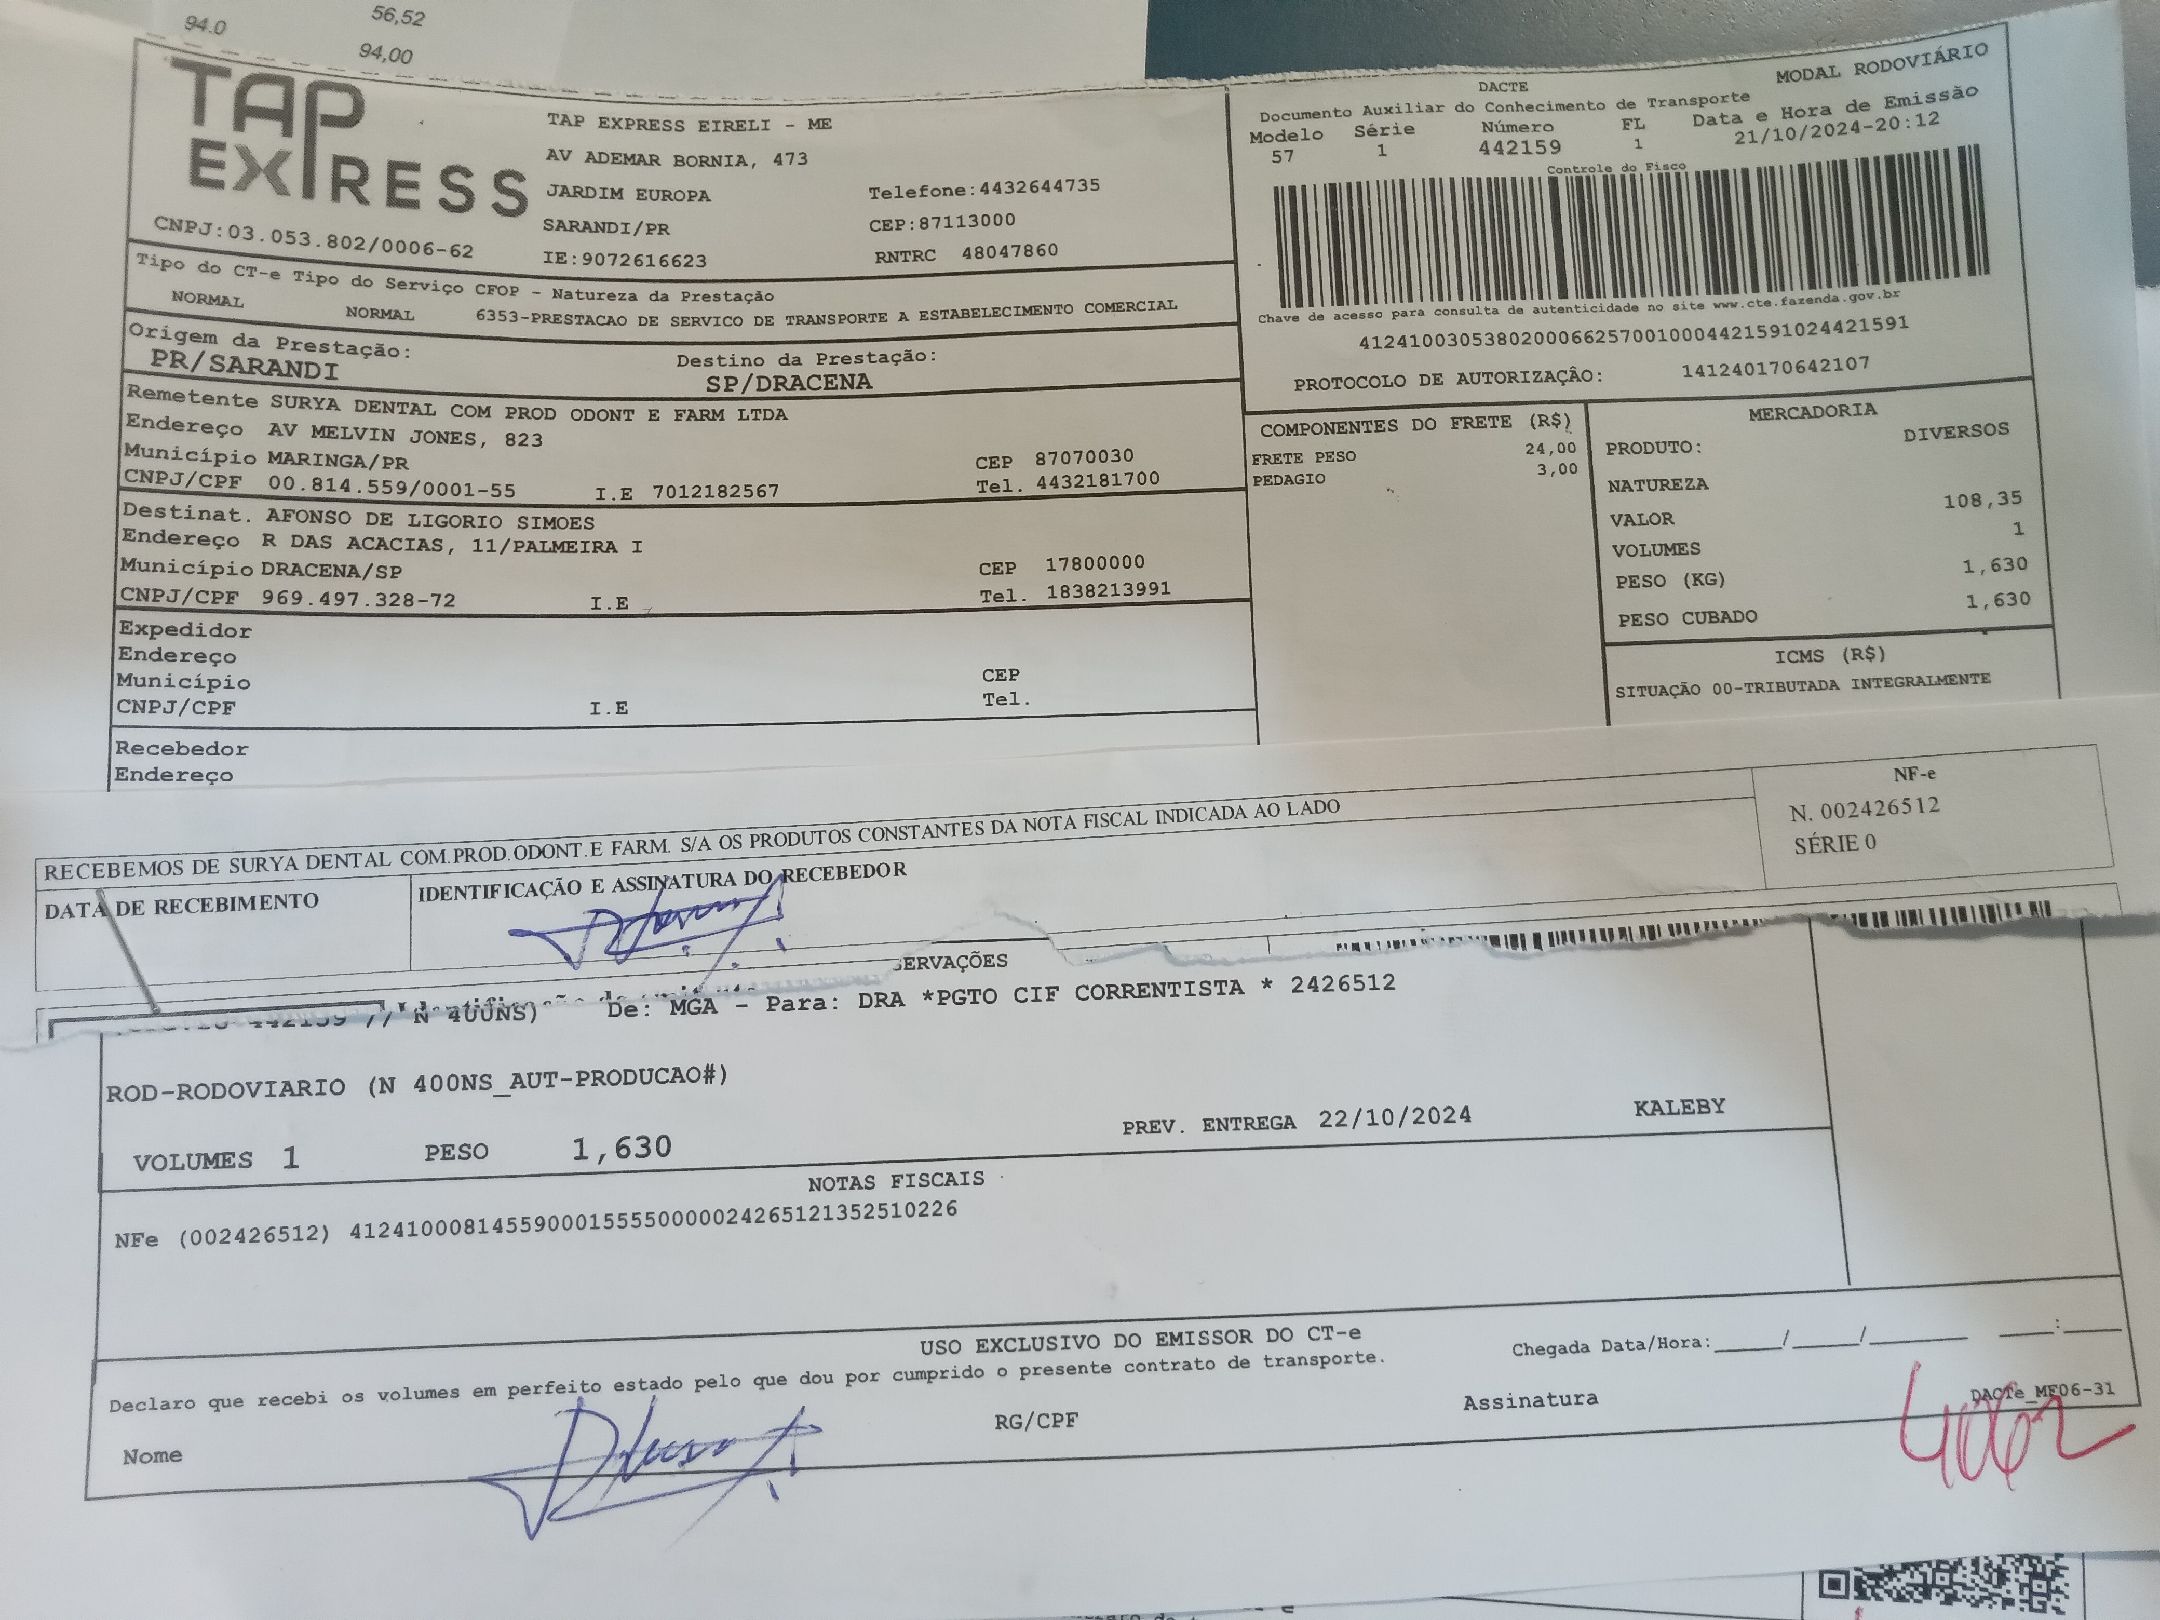 94.0 56,52
94,00
TAP EXPRESS
CNPJ:03.053.802/0006-62
TAP EXPRESS EIRELI - ME
AV ADEMAR BORNIA, 473
JARDIM EUROPA Telefone:4432644735
SARANDI/PR CEP:87113000
IE:9072616623 RNTRC 48047860
DACTE MODAL RODOVIÁRIO
Documento Auxiliar do Conhecimento de Transporte
Modelo Série Número FL Data e Hora de Emissão
57 1 442159 1 21/10/2024-20:12
Controle do Fisco
Chave de acesso para consulta de autenticidade no site www.cte.fazenda.gov.br
41241003053802000662570010004421591024421591
PROTOCOLO DE AUTORIZAÇÃO: 141240170642107
Tipo do CT-e Tipo do Serviço CFOP - Natureza da Prestação
NORMAL NORMAL 6353-PRESTACAO DE SERVICO DE TRANSPORTE A ESTABELECIMENTO COMERCIAL
Origem da Prestação: Destino da Prestação:
PR/SARANDI SP/DRACENA
Remetente SURYA DENTAL COM PROD ODONT E FARM LTDA
Endereço AV MELVIN JONES, 823
Município MARINGA/PR CEP 87070030
CNPJ/CPF 00.814.559/0001-55 I.E 7012182567 Tel. 4432181700
Destinat. AFONSO DE LIGORIO SIMOES
Endereço R DAS ACACIAS, 11/PALMEIRA I
Município DRACENA/SP CEP 17800000
CNPJ/CPF 969.497.328-72 I.E Tel. 1838213991
Expedidor
Endereço
Município CEP
CNPJ/CPF I.E Tel.
Recebedor
Endereço
COMPONENTES DO FRETE (R$)
FRETE PESO 24,00
PEDAGIO 3,00
MERCADORIA
PRODUTO: DIVERSOS
NATUREZA
VALOR 108,35
VOLUMES 1
PESO (KG) 1,630
PESO CUBADO 1,630
ICMS (R$)
SITUAÇÃO 00-TRIBUTADA INTEGRALMENTE
RECEBEMOS DE SURYA DENTAL COM.PROD.ODONT.E FARM. S/A OS PRODUTOS CONSTANTES DA NOTA FISCAL INDICADA AO LADO
NF-e
N. 002426512
SÉRIE 0
DATA DE RECEBIMENTO IDENTIFICAÇÃO E ASSINATURA DO RECEBEDOR
SERVAÇÕES
442159 // N 400NS) De: MGA - Para: DRA *PGTO CIF CORRENTISTA * 2426512
ROD-RODOVIARIO (N 400NS_AUT-PRODUCAO#)
VOLUMES 1 PESO 1,630 PREV. ENTREGA 22/10/2024 KALEBY
NOTAS FISCAIS
NFe (002426512) 41241000814559000155550000024265121352510226
USO EXCLUSIVO DO EMISSOR DO CT-e
Declaro que recebi os volumes em perfeito estado pelo que dou por cumprido o presente contrato de transporte.
Chegada Data/Hora:_____/_____/_______ ____:____
Nome RG/CPF Assinatura
DACTe_MF06-31
4062